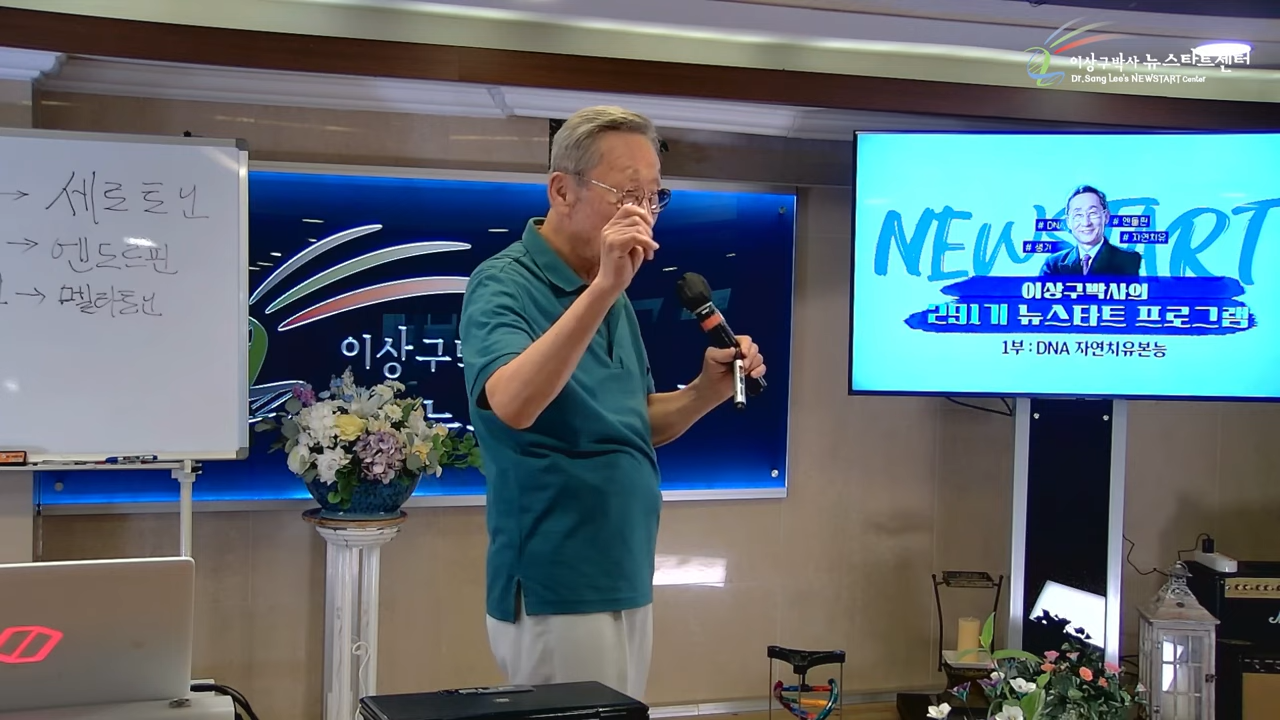 이상구박사 뉴스타트센터
Dr. Sang Lee's NEWSTART Center
→ 세로토닌
→ 엔도르핀
→ 멜라토닌
이상구
NEWSTART
# DNA
# 엔돌핀
# 생기
# 자연치유
이상구박사의
291기 뉴스타트 프로그램
1부 : DNA 자연치유본능